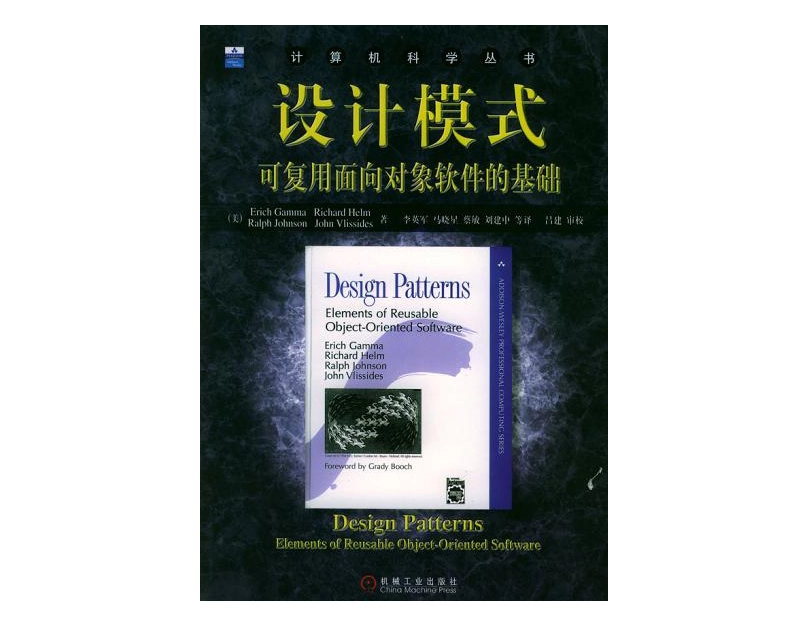 计算机科学丛书
设计模式
可复用面向对象软件的基础
(美) Erich Gamma Richard Helm
Ralph Johnson John Vlissides 著 李英军 马晓星 蔡敏 刘建中 等译 吕建 审校
Design Patterns
Elements of Reusable
Object-Oriented Software
Erich Gamma
Richard Helm
Ralph Johnson
John Vlissides
Foreword by Grady Booch
ADDISON-WESLEY PROFESSIONAL COMPUTING SERIES
Design Patterns
Elements of Reusable Object-Oriented Software
机械工业出版社
China Machine Press